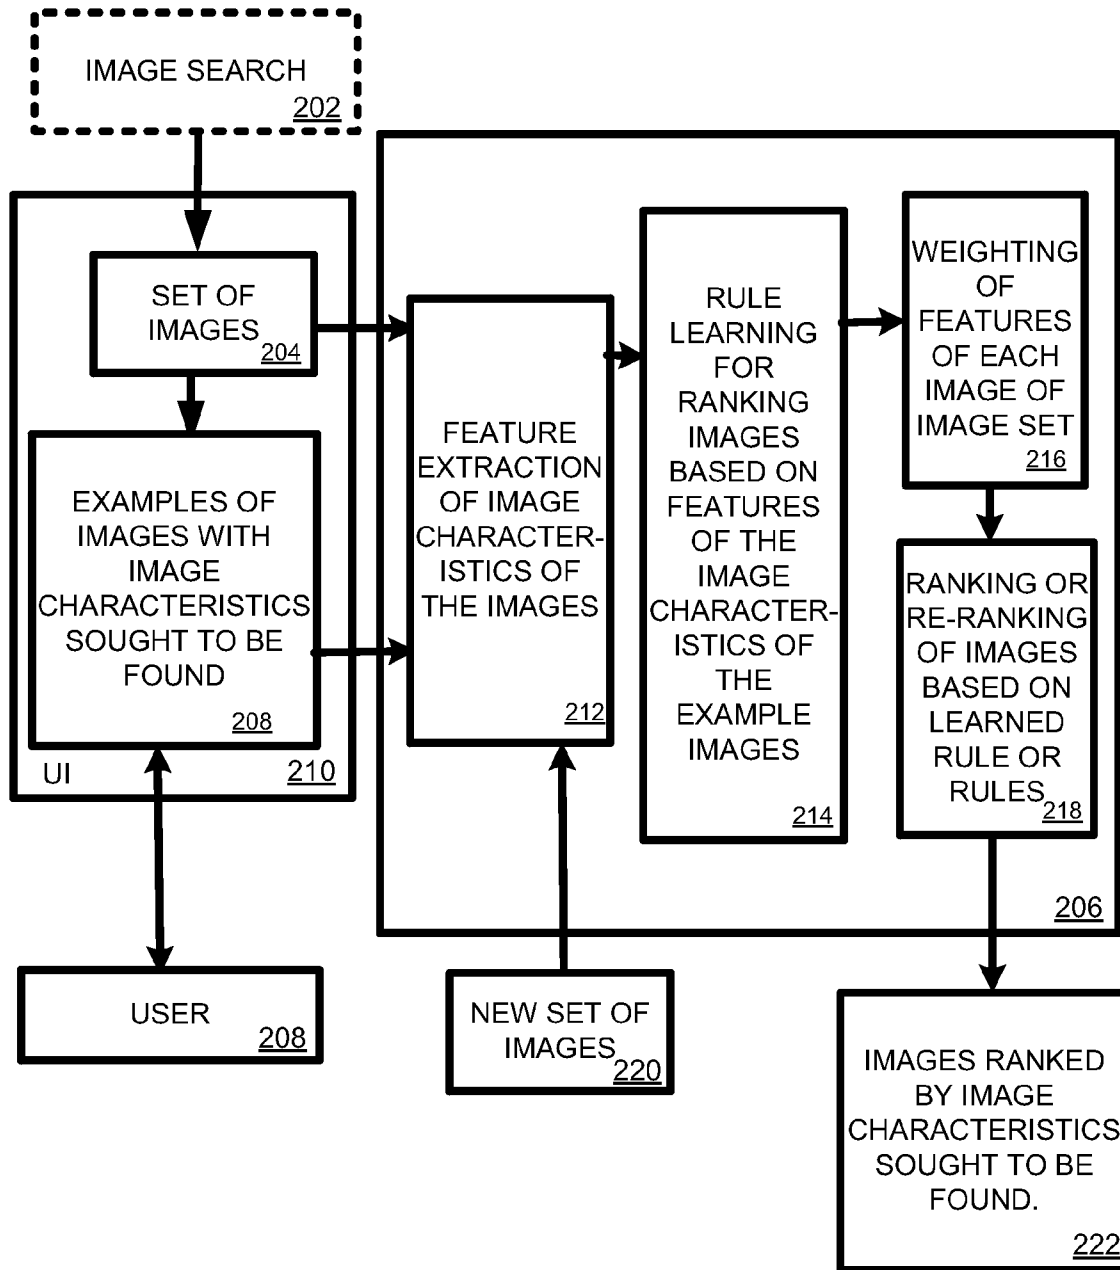 IMAGE SEARCH
202
SET OF
IMAGES
204
EXAMPLES OF
IMAGES WITH
IMAGE
CHARACTERISTICS
SOUGHT TO BE
FOUND
208
UI
210
USER
208
FEATURE
EXTRACTION
OF IMAGE
CHARACTER-
ISTICS OF
THE IMAGES
212
RULE
LEARNING
FOR
RANKING
IMAGES
BASED ON
FEATURES
OF THE
IMAGE
CHARACTER-
ISTICS OF
THE
EXAMPLE
IMAGES
214
WEIGHTING
OF
FEATURES
OF EACH
IMAGE OF
IMAGE SET
216
RANKING OR
RE-RANKING
OF IMAGES
BASED ON
LEARNED
RULE OR
RULES
218
206
NEW SET OF
IMAGES
220
IMAGES RANKED
BY IMAGE
CHARACTERISTICS
SOUGHT TO BE
FOUND.
222